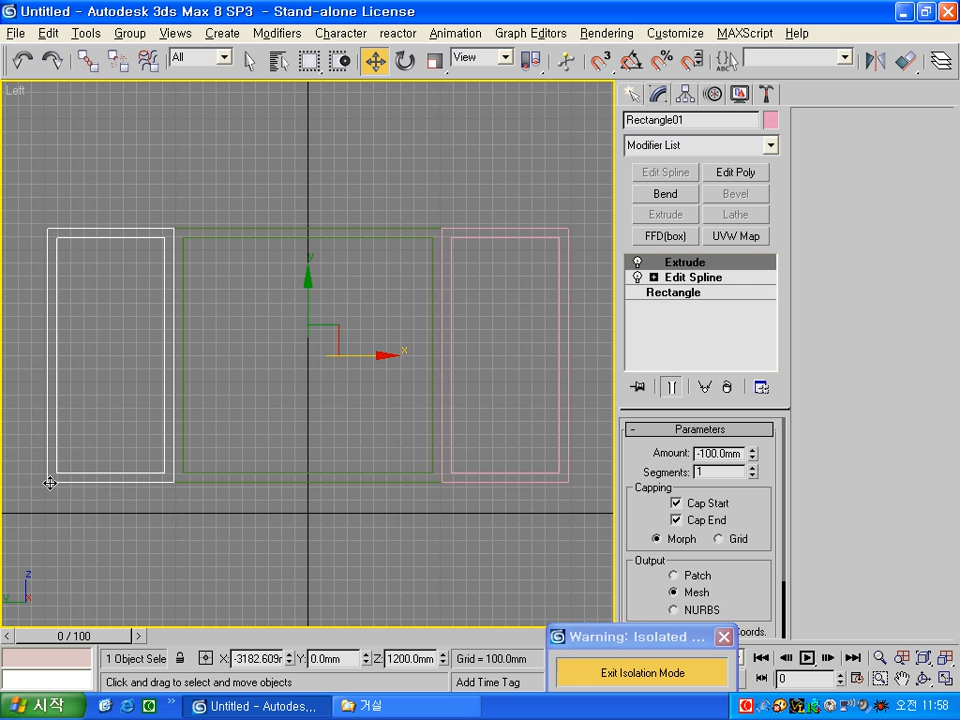 Untitled - Autodesk 3ds Max 8 SP3 - Stand-alone License
File Edit Tools Group Views Create Modifiers Character reactor Animation Graph Editors Rendering Customize MAXScript Help
All View
Left
Rectangle01
Modifier List
Edit Spline Edit Poly
Bend Bevel
Extrude Lathe
FFD(box) UVW Map
Extrude
Edit Spline
Rectangle
y
x
- Parameters
Amount: -100.0mm
Segments: 1
Capping
Cap Start
Cap End
Morph Grid
Output
Patch
Mesh
NURBS
z
y x
0 / 100
Warning: Isolated ...
Exit Isolation Mode
1 Object Sele X: -3182.609r Y: 0.0mm Z: 1200.0mm Grid = 100.0mm
0
Click and drag to select and move objects Add Time Tag
시작 Untitled - Autodes... 거실 오전 11:58